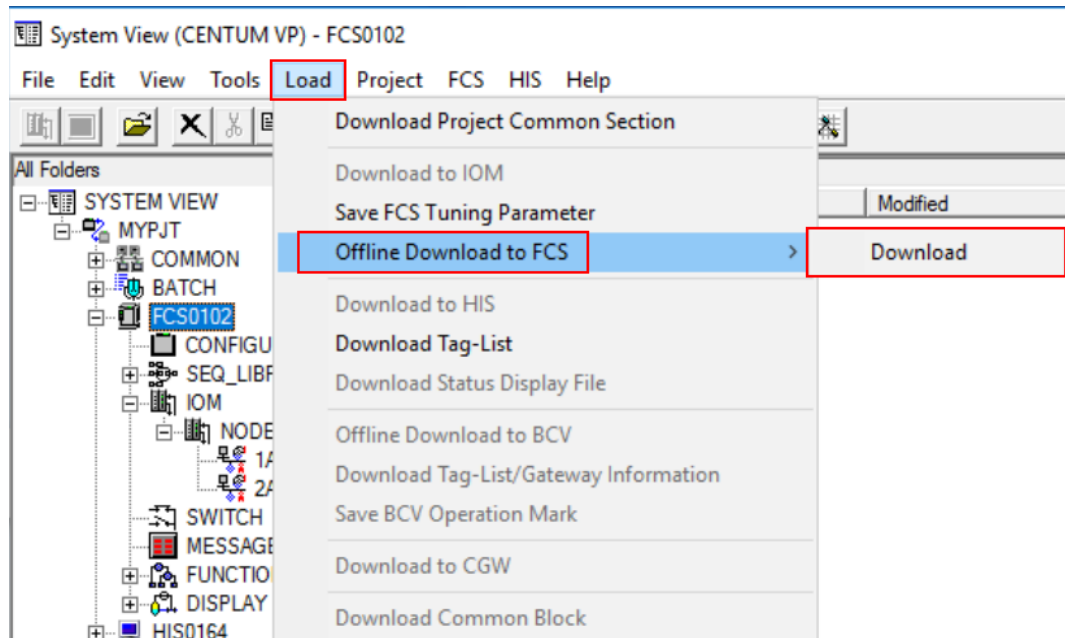 System View (CENTUM VP) - FCS0102
File Edit View Tools Load Project FCS HIS Help
All Folders
Modified
SYSTEM VIEW
MYPJT
COMMON
BATCH
FCS0102
CONFIGU
SEQ_LIBF
IOM
NODE
1A
2A
SWITCH
MESSAGE
FUNCTIO
DISPLAY
HIS0164
Download Project Common Section
Download to IOM
Save FCS Tuning Parameter
Offline Download to FCS > Download
Download to HIS
Download Tag-List
Download Status Display File
Offline Download to BCV
Download Tag-List/Gateway Information
Save BCV Operation Mark
Download to CGW
Download Common Block